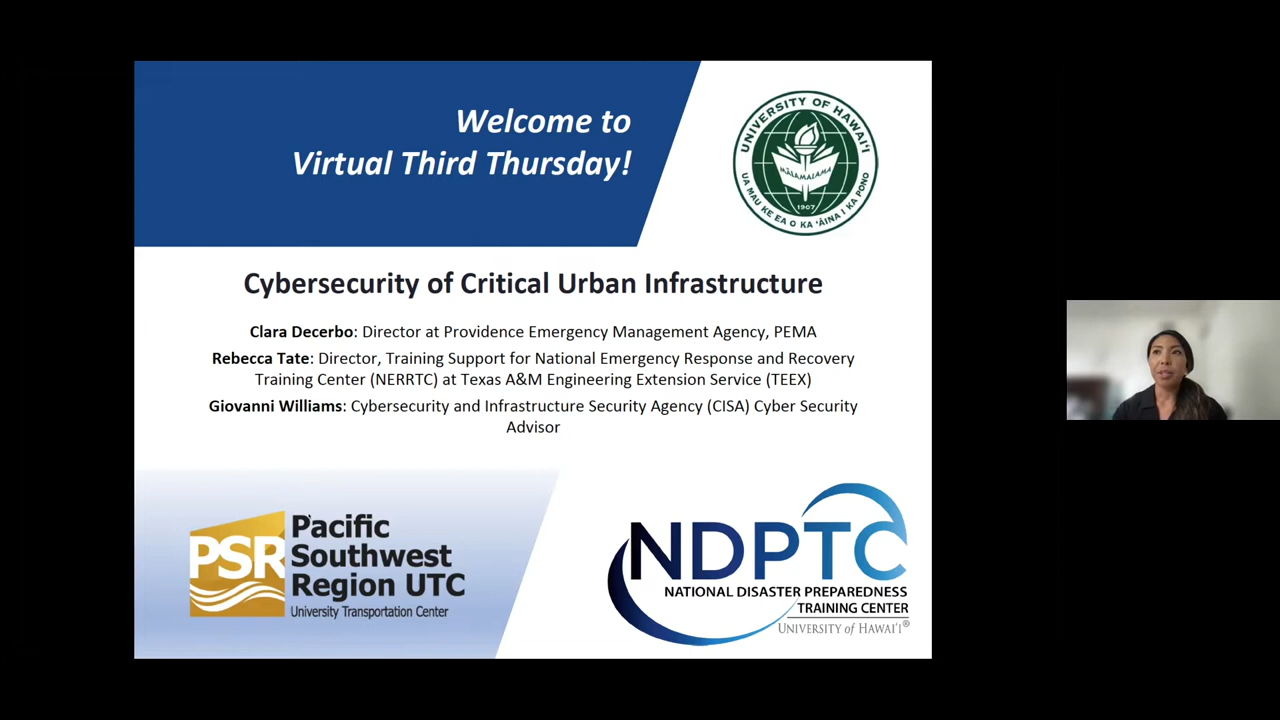 Welcome to
Virtual Third Thursday!
UNIVERSITY OF HAWAI'I
MĀLAMALAMA
1907
UA MAU KE EA O KA ʻĀINA I KA PONO
Cybersecurity of Critical Urban Infrastructure
Clara Decerbo: Director at Providence Emergency Management Agency, PEMA
Rebecca Tate: Director, Training Support for National Emergency Response and Recovery
Training Center (NERRTC) at Texas A&M Engineering Extension Service (TEEX)
Giovanni Williams: Cybersecurity and Infrastructure Security Agency (CISA) Cyber Security
Advisor
PSR
Pacific
Southwest
Region UTC
University Transportation Center
NDPTC
NATIONAL DISASTER PREPAREDNESS
TRAINING CENTER
UNIVERSITY of HAWAI'I®